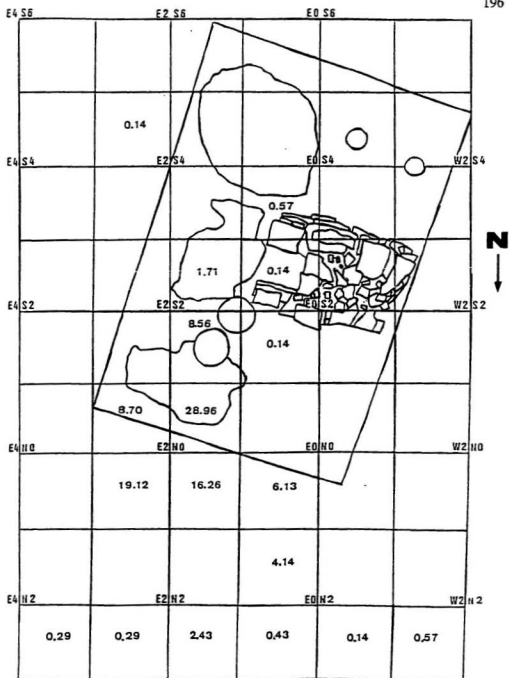 196
E4 S6 E2 S6 E0 S6
0.14
E4 S4 E2 S4 E0 S4 W2 S4
0.57
N
1.71 0.14
E4 S2 E2 S2 E0 S2 W2 S2
8.56 0.14
8.70 28.96
E4 N0 E2 N0 E0 N0 W2 N0
19.12 16.26 6.13
4.14
E4 N2 E2 N2 E0 N2 W2 N2
0.29 0.29 2.43 0.43 0.14 0.57